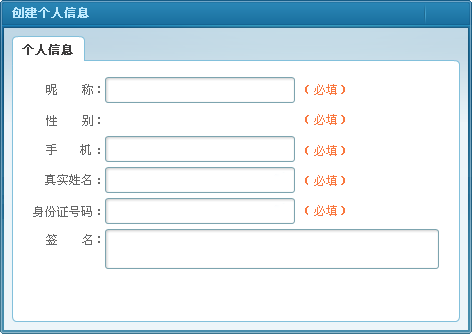 创建个人信息
个人信息
昵　　称： （必填）
性　　别： （必填）
手　　机： （必填）
真实姓名： （必填）
身份证号码： （必填）
签　　名：